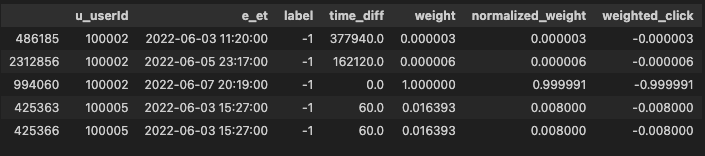 u_userId e_et label time_diff weight normalized_weight weighted_click
486185 100002 2022-06-03 11:20:00 -1 377940.0 0.000003 0.000003 -0.000003
2312856 100002 2022-06-05 23:17:00 -1 162120.0 0.000006 0.000006 -0.000006
994060 100002 2022-06-07 20:19:00 -1 0.0 1.000000 0.999991 -0.999991
425363 100005 2022-06-03 15:27:00 -1 60.0 0.016393 0.008000 -0.008000
425366 100005 2022-06-03 15:27:00 -1 60.0 0.016393 0.008000 -0.008000